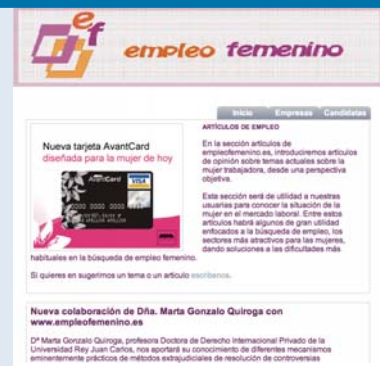 ef
empleo femenino
Inicio Empresas Candidatas
Nueva tarjeta AvantCard
diseñada para la mujer de hoy
AvantCard
VISA
ARTÍCULOS DE EMPLEO
En la sección artículos de
empleofemenino.es, introduciremos artículos
de opinión sobre temas actuales sobre la
mujer trabajadora, desde una perspectiva
objetiva.
Esta sección será de utilidad a nuestras
usuarias para conocer la situación de la
mujer en el mercado laboral. Entre estos
artículos habrá algunos de gran utilidad
enfocados a la búsqueda de empleo, los
sectores más atractivos para las mujeres,
dando soluciones a las dificultades más
habituales en la búsqueda de empleo femenino.
Si quieres en sugerirnos un tema o un artículo escríbenos.
Nueva colaboración de Dña. Marta Gonzalo Quiroga con
www.empleofemenino.es
Dª Marta Gonzalo Quiroga, profesora Doctora de Derecho Internacional Privado de la
Universidad Rey Juan Carlos, nos aportará su conocimiento de diferentes mecanismos
eminentemente prácticos de métodos extrajudiciales de resolución de controversias